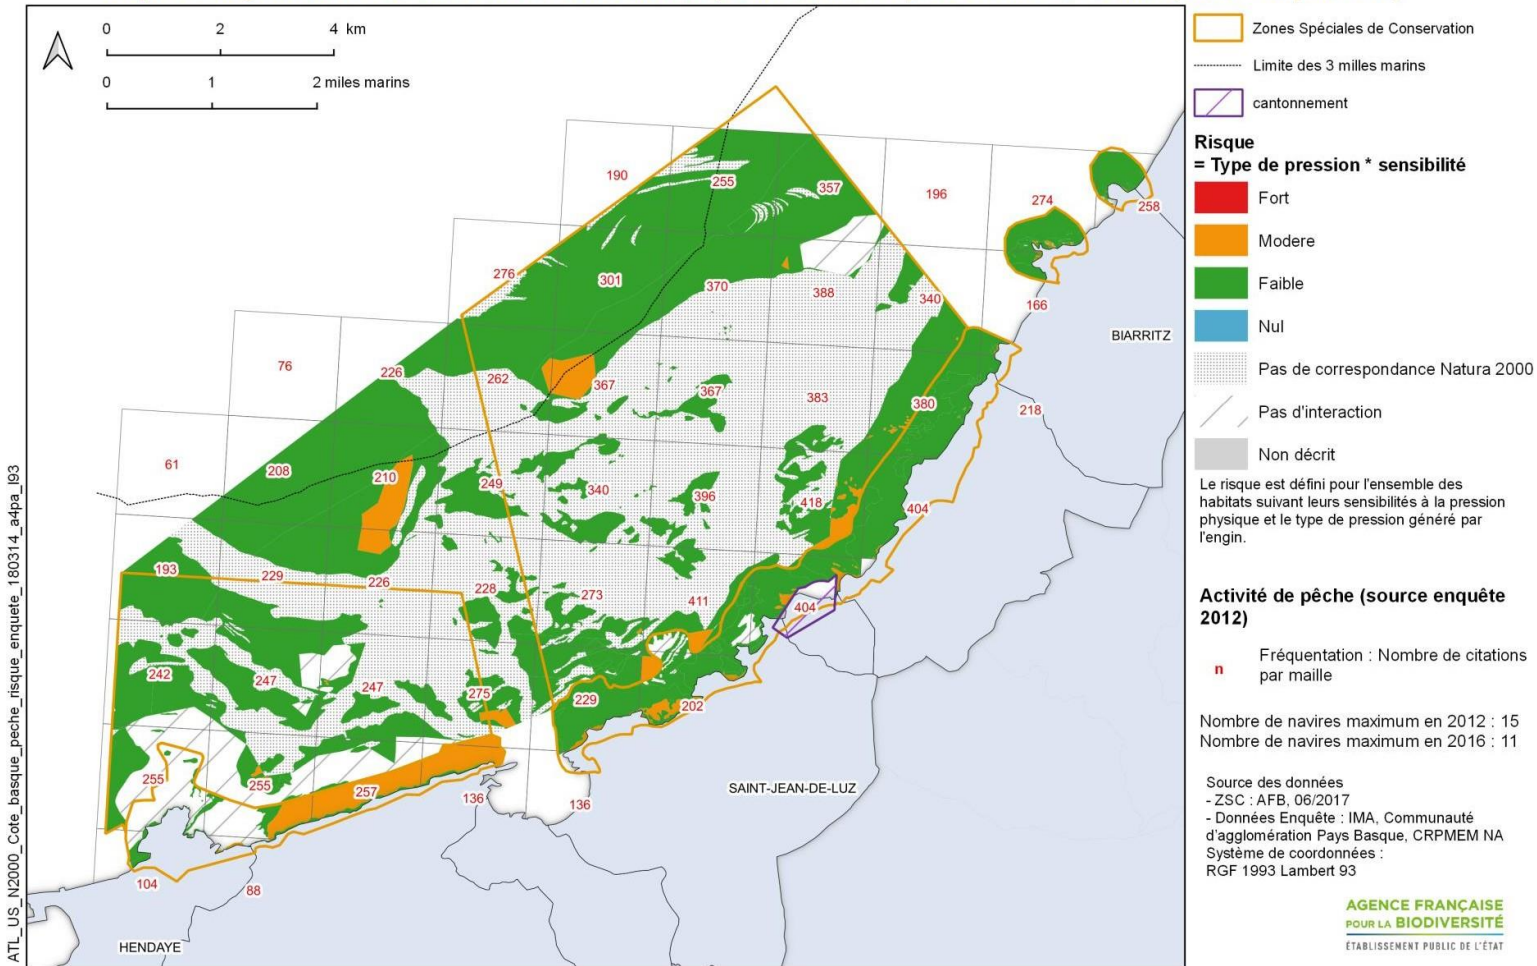 0 2 4 km
0 1 2 miles marins
190
255
357
196
274
258
276
301
370
388
340
166
BIARRITZ
76
226
262
367
367
383
380
218
61
208
210
249
340
396
418
404
193
229
226
228
273
411
404
242
247
247
275
229
202
255
255
257
136
136
SAINT-JEAN-DE-LUZ
104
88
HENDAYE
ATL_US_N2000_Cote_basque_peche_risque_enquete_180314_a4pa_l93
Zones Spéciales de Conservation
Limite des 3 milles marins
cantonnement
Risque
= Type de pression * sensibilité
Fort
Modere
Faible
Nul
Pas de correspondance Natura 2000
Pas d'interaction
Non décrit
Le risque est défini pour l'ensemble des
habitats suivant leurs sensibilités à la pression
physique et le type de pression généré par
l'engin.
Activité de pêche (source enquête
2012)
n Fréquentation : Nombre de citations
par maille
Nombre de navires maximum en 2012 : 15
Nombre de navires maximum en 2016 : 11
Source des données
- ZSC : AFB, 06/2017
- Données Enquête : IMA, Communauté
d'agglomération Pays Basque, CRPMEM NA
Système de coordonnées :
RGF 1993 Lambert 93
AGENCE FRANÇAISE
POUR LA BIODIVERSITÉ
ÉTABLISSEMENT PUBLIC DE L'ÉTAT